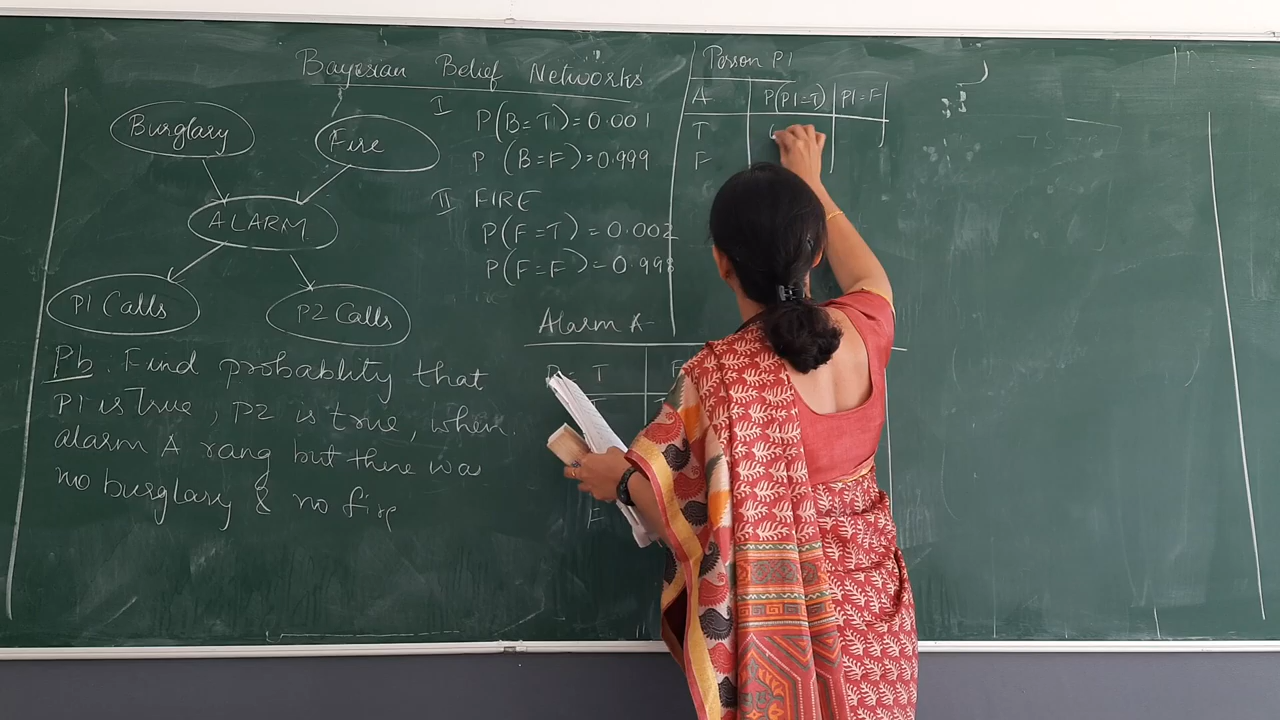 Bayesian Belief Networks
Burglary
Fire
ALARM
P1 Calls
P2 Calls
Pb: Find probablity that
P1 is True, P2 is true, when
alarm A rang but there was
no burglary & no fire
I
P(B=T)=0.001
P(B=F)=0.999
II FIRE
P(F=T)=0.002
P(F=F)=0.998
Alarm A
T
Person P1
A P(P1=T) P1=F
T
F